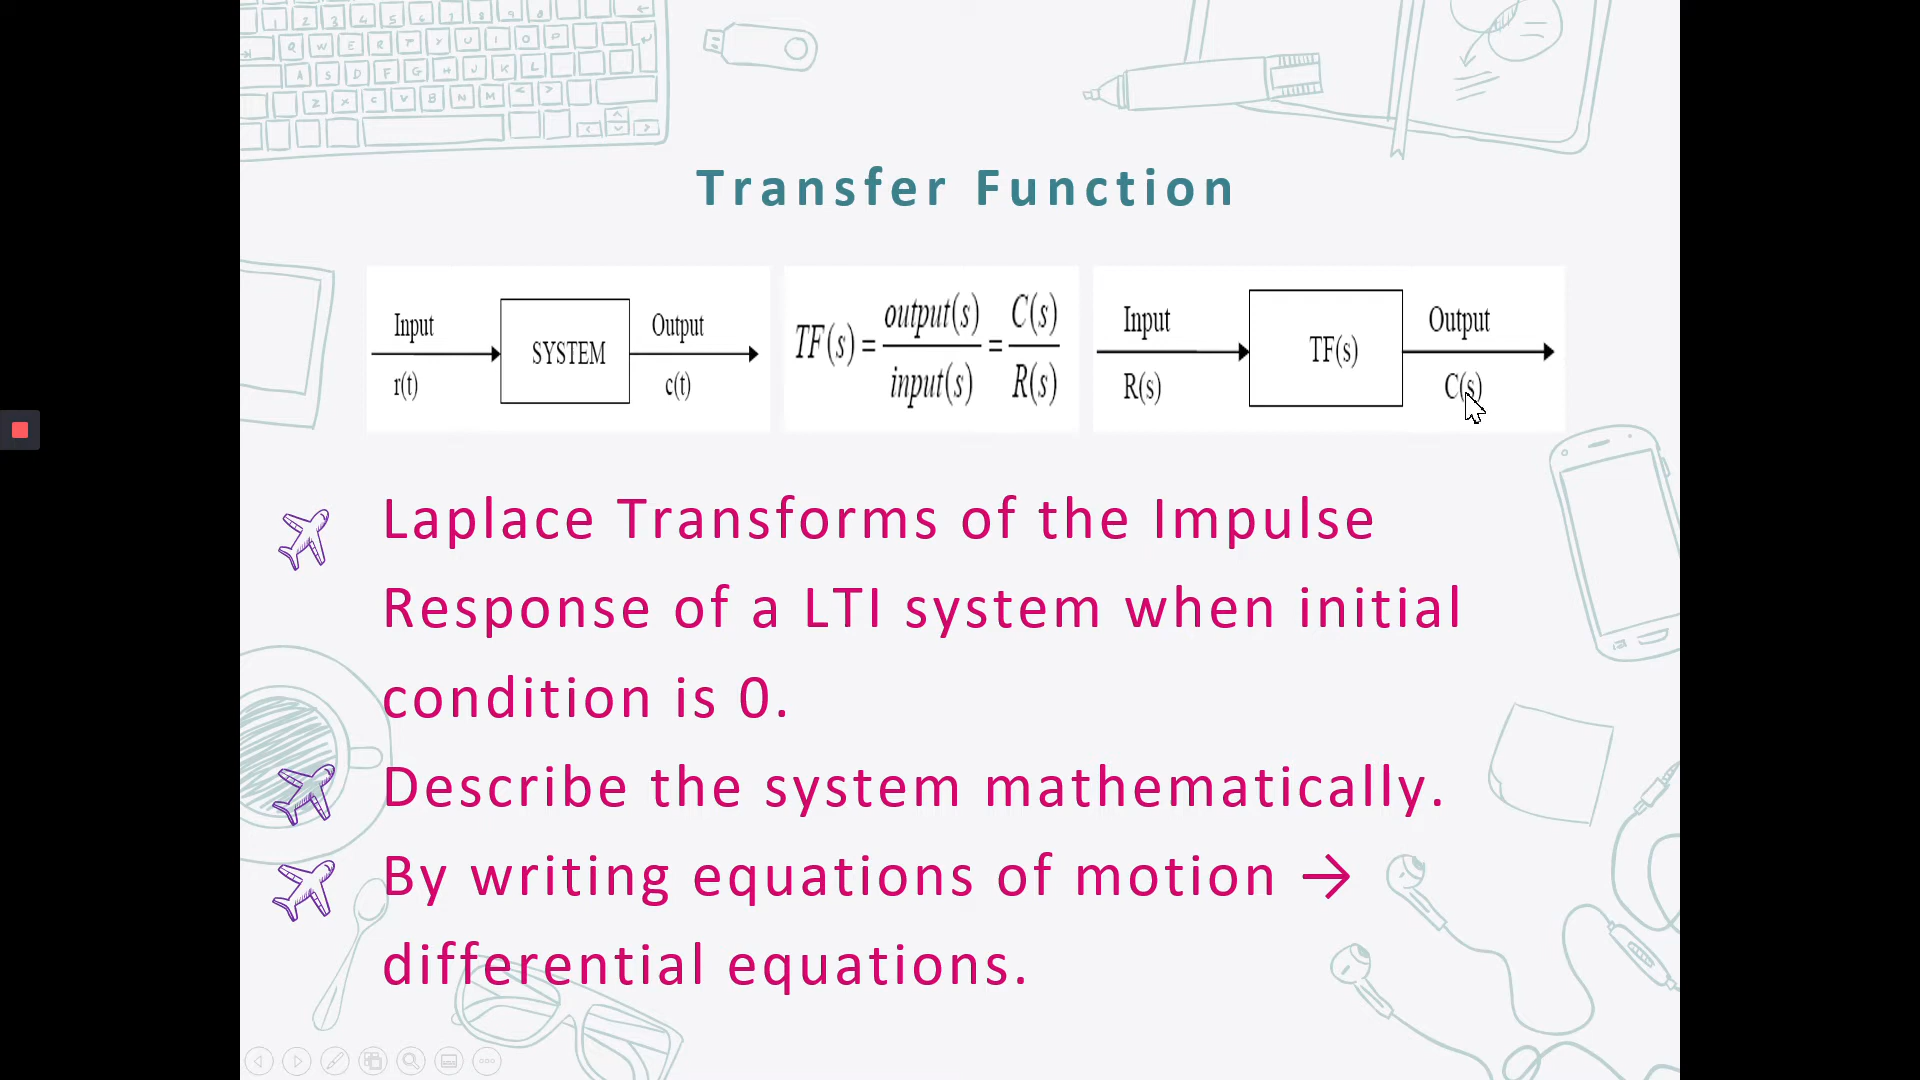 Transfer Function
Input
r(t)
SYSTEM
Output
c(t)
TF(s) = output(s) / input(s) = C(s) / R(s)
Input
R(s)
TF(s)
Output
C(s)
Laplace Transforms of the Impulse
Response of a LTI system when initial
condition is 0.
Describe the system mathematically.
By writing equations of motion →
differential equations.